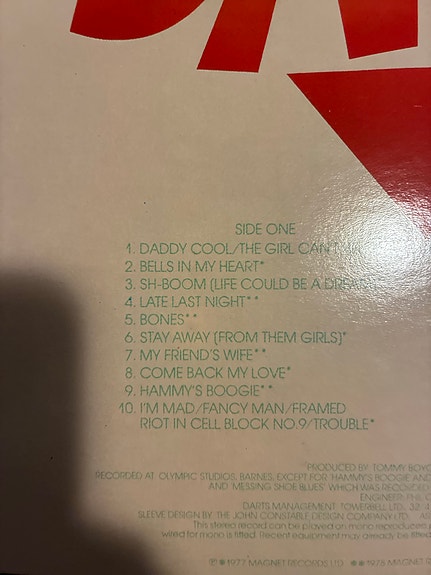 SIDE ONE
1. DADDY COOL/THE GIRL CAN'T
2. BELLS IN MY HEART*
3. SH-BOOM (LIFE COULD BE A DREAM)
4. LATE LAST NIGHT**
5. BONES**
6. STAY AWAY (FROM THEM GIRLS)*
7. MY FRIEND'S WIFE**
8. COME BACK MY LOVE*
9. HAMMY'S BOOGIE**
10. I'M MAD/FANCY MAN/FRAMED
RIOT IN CELL BLOCK NO.9/TROUBLE*
PRODUCED BY: TOMMY BOYC
RECORDED AT OLYMPIC STUDIOS, BARNES, EXCEPT FOR 'HAMMY'S BOOGIE AND
AND 'MESSING SHOE BLUES' WHICH WAS RECORDED
ENGINEER: PHIL C
DARTS MANAGEMENT: TOWERBELL LTD., 32
SLEEVE DESIGN BY THE JOHN CONSTABLE DESIGN COMPANY LTD.
This stereo record can be played on mono reproducers
wired for mono is fitted. Recent equipment may already be fitted
℗*© 1977 MAGNET RECORDS LTD. **© 1978 MAGNET R